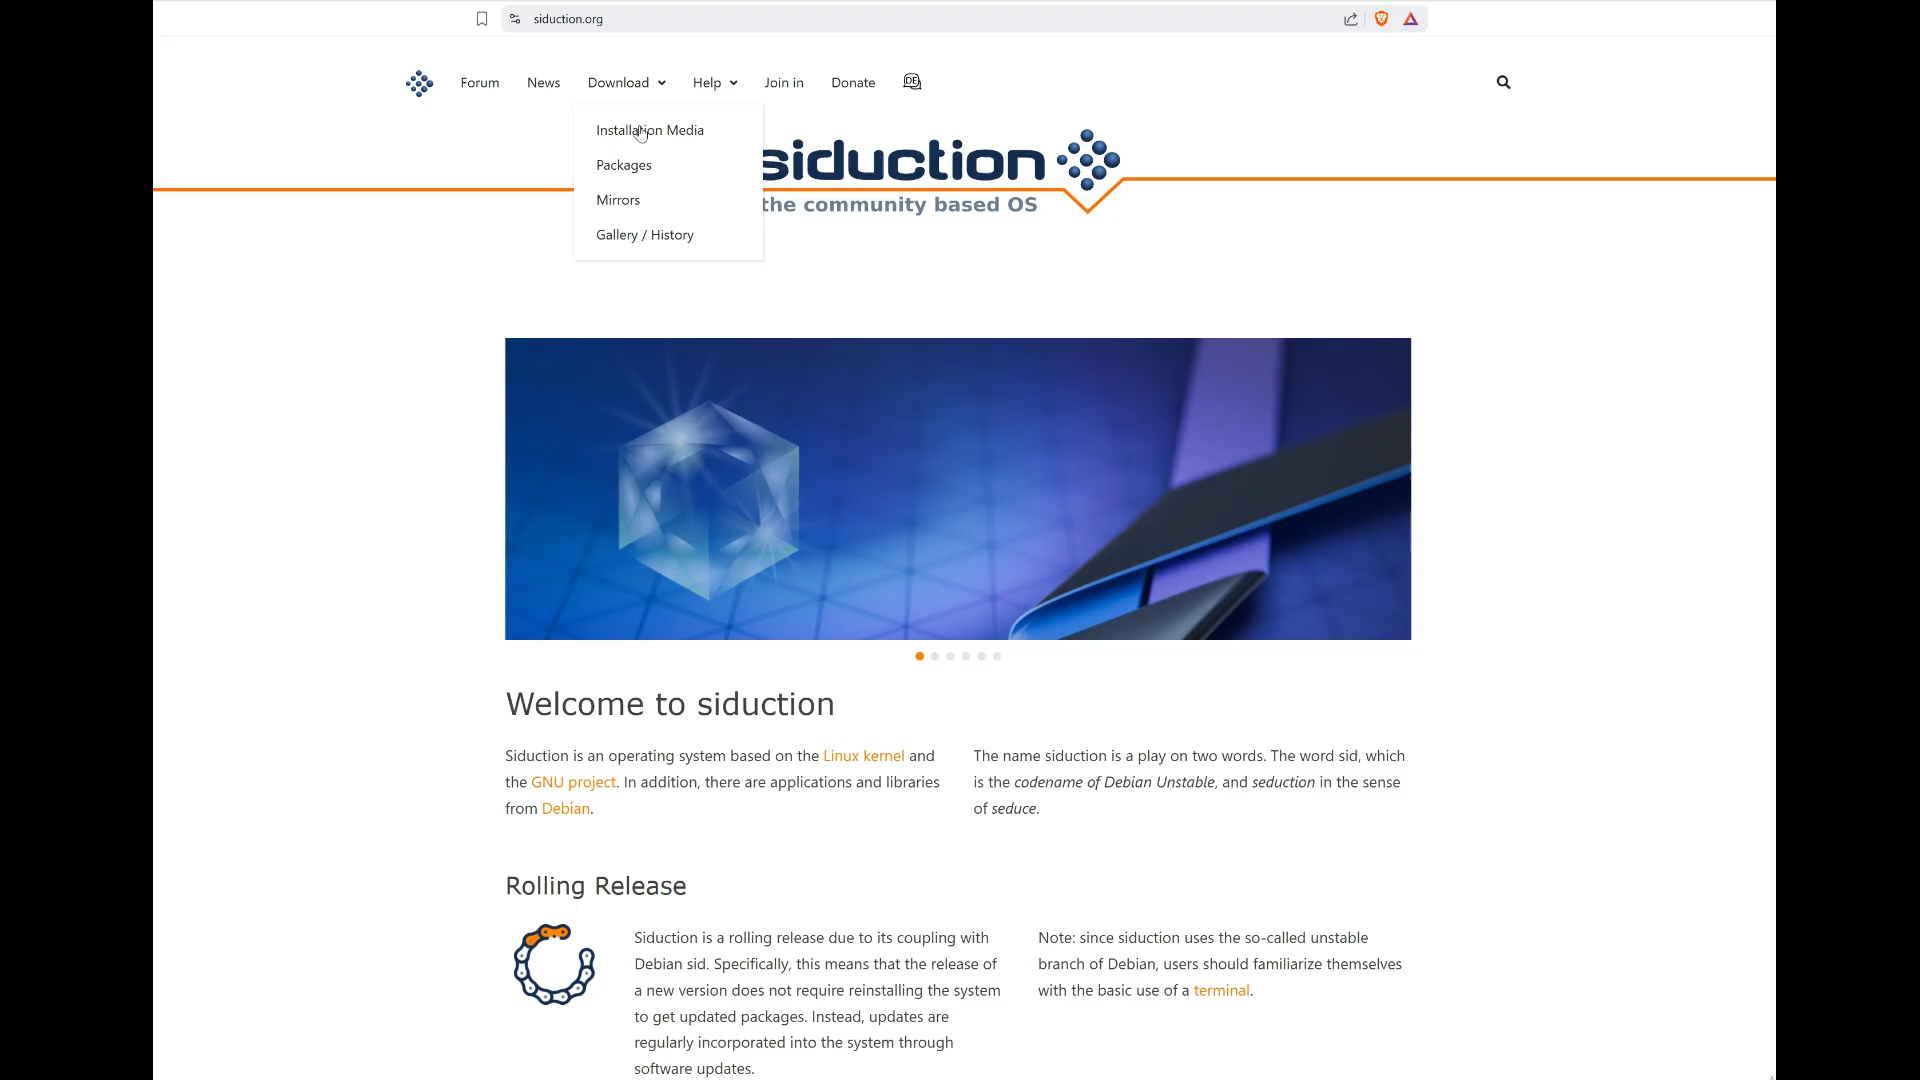 siduction.org
Forum News Download Help Join in Donate DE
Installation Media
Packages
Mirrors
Gallery / History
siduction
the community based OS
Welcome to siduction
Siduction is an operating system based on the Linux kernel and
the GNU project. In addition, there are applications and libraries
from Debian.
The name siduction is a play on two words. The word sid, which
is the codename of Debian Unstable, and seduction in the sense
of seduce.
Rolling Release
Siduction is a rolling release due to its coupling with
Debian sid. Specifically, this means that the release of
a new version does not require reinstalling the system
to get updated packages. Instead, updates are
regularly incorporated into the system through
software updates.
Note: since siduction uses the so-called unstable
branch of Debian, users should familiarize themselves
with the basic use of a terminal.